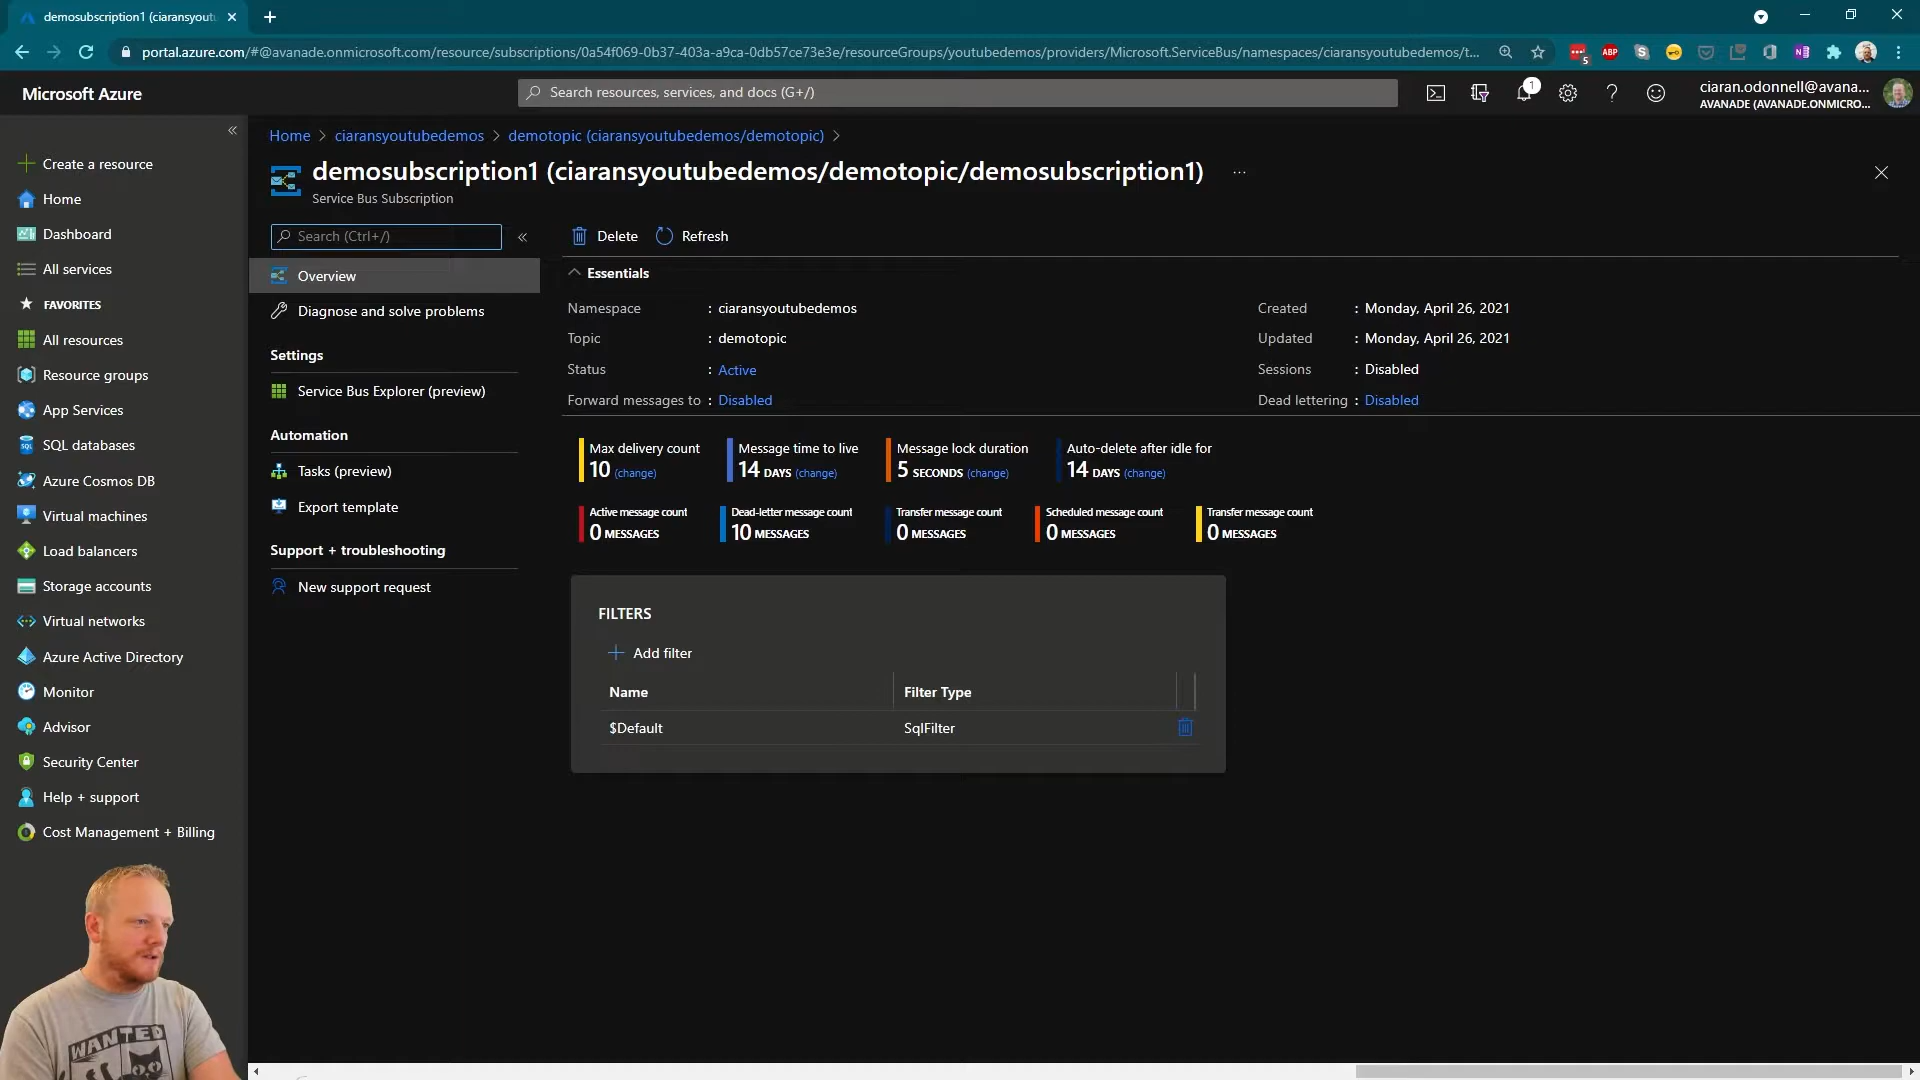 demosubscription1 (ciaransyoutu
portal.azure.com/#@avanade.onmicrosoft.com/resource/subscriptions/0a54f069-0b37-403a-a9ca-0db57ce73e3e/resourceGroups/youtubedemos/providers/Microsoft.ServiceBus/namespaces/ciaransyoutubedemos/t...
5
ABP
Microsoft Azure
Search resources, services, and docs (G+/)
1
ciaran.odonnell@avana...
AVANADE (AVANADE.ONMICRO...
Home > ciaransyoutubedemos > demotopic (ciaransyoutubedemos/demotopic) >
demosubscription1 (ciaransyoutubedemos/demotopic/demosubscription1) ...
Service Bus Subscription
Create a resource
Home
Dashboard
All services
FAVORITES
All resources
Resource groups
App Services
SQL databases
Azure Cosmos DB
Virtual machines
Load balancers
Storage accounts
Virtual networks
Azure Active Directory
Monitor
Advisor
Security Center
Help + support
Cost Management + Billing
Search (Ctrl+/)
Overview
Diagnose and solve problems
Settings
Service Bus Explorer (preview)
Automation
Tasks (preview)
Export template
Support + troubleshooting
New support request
Delete Refresh
Essentials
Namespace : ciaransyoutubedemos
Topic : demotopic
Status : Active
Forward messages to : Disabled
Created : Monday, April 26, 2021
Updated : Monday, April 26, 2021
Sessions : Disabled
Dead lettering : Disabled
Max delivery count
10 (change)
Message time to live
14 DAYS (change)
Message lock duration
5 SECONDS (change)
Auto-delete after idle for
14 DAYS (change)
Active message count
0 MESSAGES
Dead-letter message count
10 MESSAGES
Transfer message count
0 MESSAGES
Scheduled message count
0 MESSAGES
Transfer message count
0 MESSAGES
FILTERS
Add filter
Name Filter Type
$Default SqlFilter
WANTED